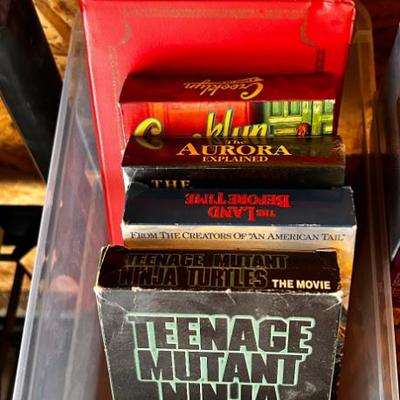 Crooklyn
Crooklyn
The
AURORA
EXPLAINED
THE
THE LAND
BEFORE TIME
FROM THE CREATORS OF "AN AMERICAN TAIL"
TEENAGE MUTANT
NINJA TURTLES THE MOVIE
TEENAGE
MUTANT
NINJA